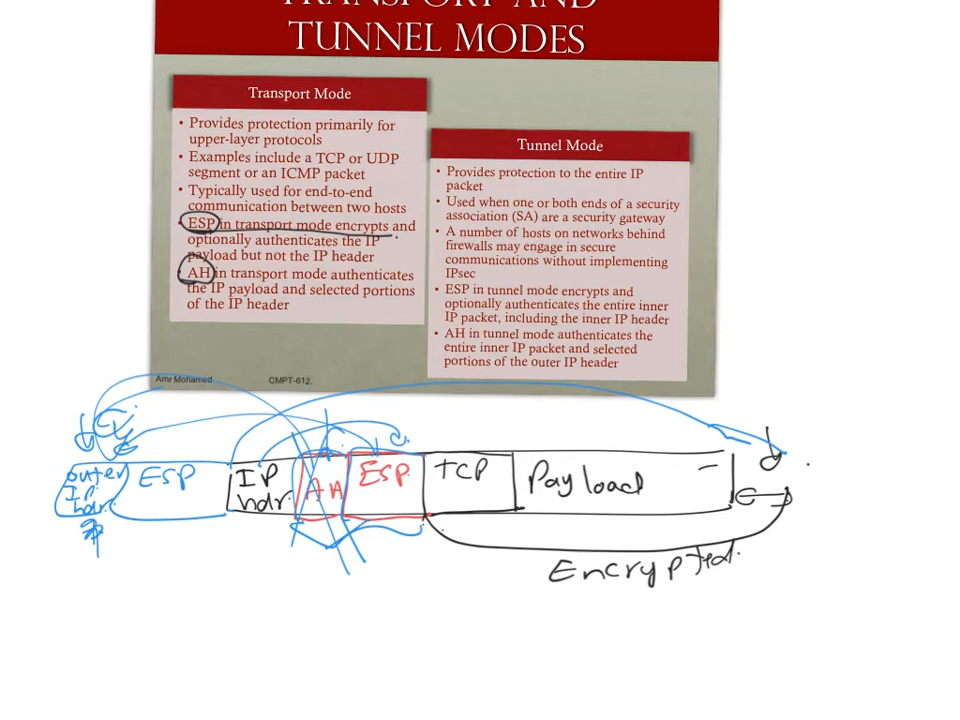 TRANSPORT AND
TUNNEL MODES
Transport Mode
• Provides protection primarily for
upper-layer protocols
• Examples include a TCP or UDP
segment or an ICMP packet
• Typically used for end-to-end
communication between two hosts
• ESP in transport mode encrypts and
optionally authenticates the IP
payload but not the IP header
• AH in transport mode authenticates
the IP payload and selected portions
of the IP header
Tunnel Mode
• Provides protection to the entire IP
packet
• Used when one or both ends of a security
association (SA) are a security gateway
• A number of hosts on networks behind
firewalls may engage in secure
communications without implementing
IPsec
• ESP in tunnel mode encrypts and
optionally authenticates the entire inner
IP packet, including the inner IP header
• AH in tunnel mode authenticates the
entire inner IP packet and selected
portions of the outer IP header
Amr Mohamed CMPT-612.
outer
IP
hdr.
ESP
IP
hdr.
AH
ESP
TCP
Payload
Encrypted.